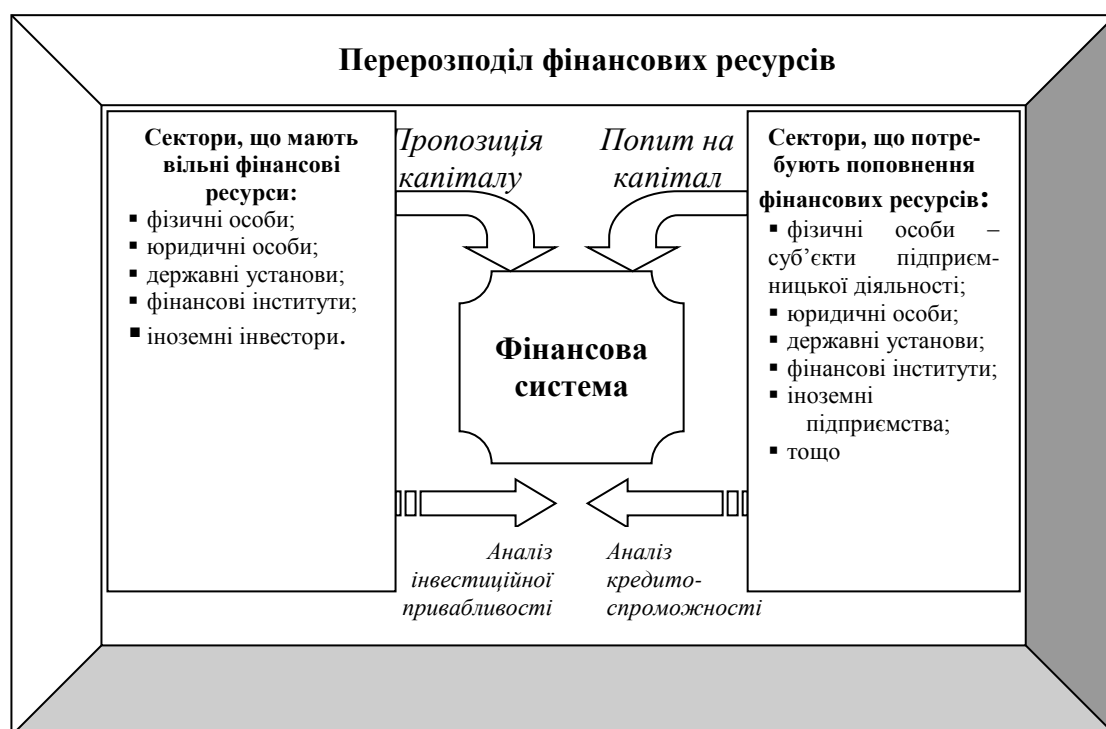 Перерозподіл фінансових ресурсів
Сектори, що мають
вільні фінансові
ресурси:
▪ фізичні особи;
▪ юридичні особи;
▪ державні установи;
▪ фінансові інститути;
▪ іноземні інвестори.
Пропозиція
капіталу
Попит на
капітал
Фінансова
система
Аналіз
інвестиційної
привабливості
Аналіз
кредито-
спроможності
Сектори, що потре-
бують поповнення
фінансових ресурсів:
▪ фізичні особи –
суб’єкти підприєм-
ницької діяльності;
▪ юридичні особи;
▪ державні установи;
▪ фінансові інститути;
▪ іноземні
підприємства;
▪ тощо